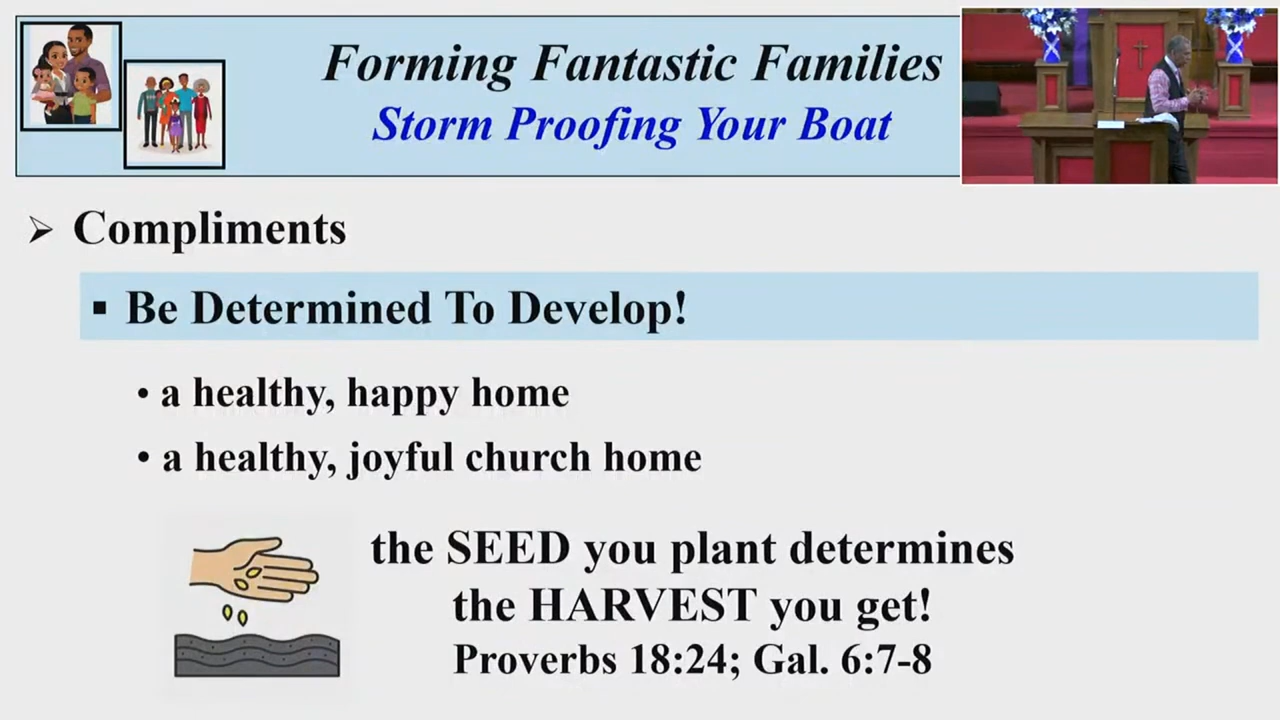 Forming Fantastic Families
Storm Proofing Your Boat
➢ Compliments
▪ Be Determined To Develop!
• a healthy, happy home
• a healthy, joyful church home
the SEED you plant determines
the HARVEST you get!
Proverbs 18:24; Gal. 6:7-8